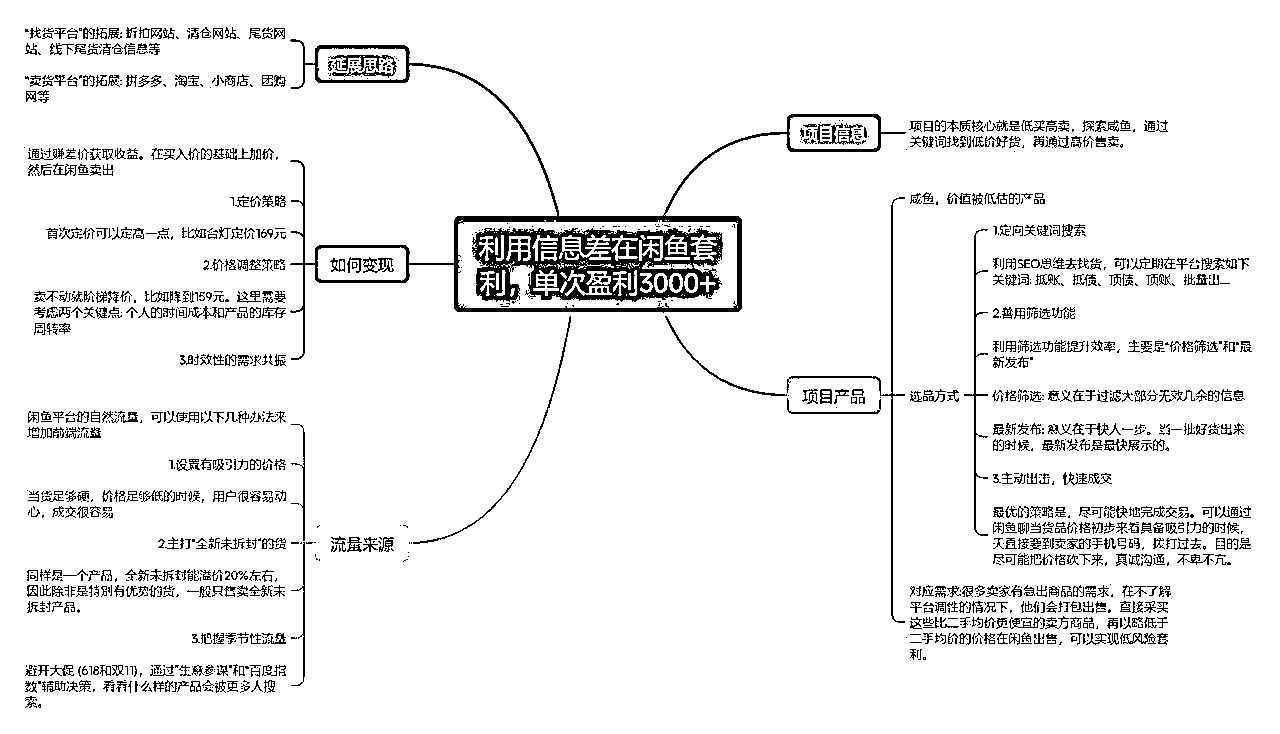 利用信息差在闲鱼套
利，单次盈利3000+
项目信息
项目的本质核心就是低买高卖，探索咸鱼，通过
关键词找到低价好货，再通过高价售卖。
项目产品
咸鱼，价值被低估的产品
选品方式
1.定向关键词搜索
利用SEO思维去找货，可以定期在平台搜索如下
关键词: 抵账、抵债、顶债、顶账、批量出...
2.善用筛选功能
利用筛选功能提升效率，主要是“价格筛选”和“最
新发布”
价格筛选: 意义在于过滤大部分无效几余的信息
最新发布: 意义在于快人一步。当一批好货出来
的时候，最新发布是最快展示的。
3.主动出击，快速成交
最优的策略是，尽可能快地完成交易。可以通过
闲鱼聊当货品价格初步来看具备吸引力的时候，
天直接要到卖家的手机号码，拨打过去。目的是
尽可能把价格砍下来，真诚沟通，不卑不亢。
对应需求:很多卖家有急出商品的需求，在不了解
平台调性的情况下，他们会打包出售。直接采买
这些比二手均价更便宜的卖方商品，再以略低于
二手均价的价格在闲鱼出售，可以实现低风险套
利。
延展思路
“找货平台”的拓展: 折扣网站、清仓网站、尾货网
站、线下尾货清仓信息等
“卖货平台”的拓展: 拼多多、淘宝、小商店、团购
网等
如何变现
通过赚差价获取收益。在买入价的基础上加价，
然后在闲鱼卖出
1.定价策略
首次定价可以定高一点，比如台灯定价169元
2.价格调整策略
卖不动就阶梯降价，比如降到159元。这里需要
考虑两个关键点: 个人的时间成本和产品的库存
周转率
3.时效性的需求共振
流量来源
闲鱼平台的自然流量，可以使用以下几种办法来
增加前端流量
1.设置有吸引力的价格
当货足够硬，价格足够低的时候，用户很容易动
心，成交很容易
2.主打“全新未拆封”的货
同样是一个产品，全新未拆封能溢价20%左右，
因此除非是特别有优势的货，一般只售卖全新未
拆封产品。
3.把握季节性流量
避开大促 (618和双11)，通过“生意参谋”和“百度指
数”辅助决策，看看什么样的产品会被更多人搜
索。